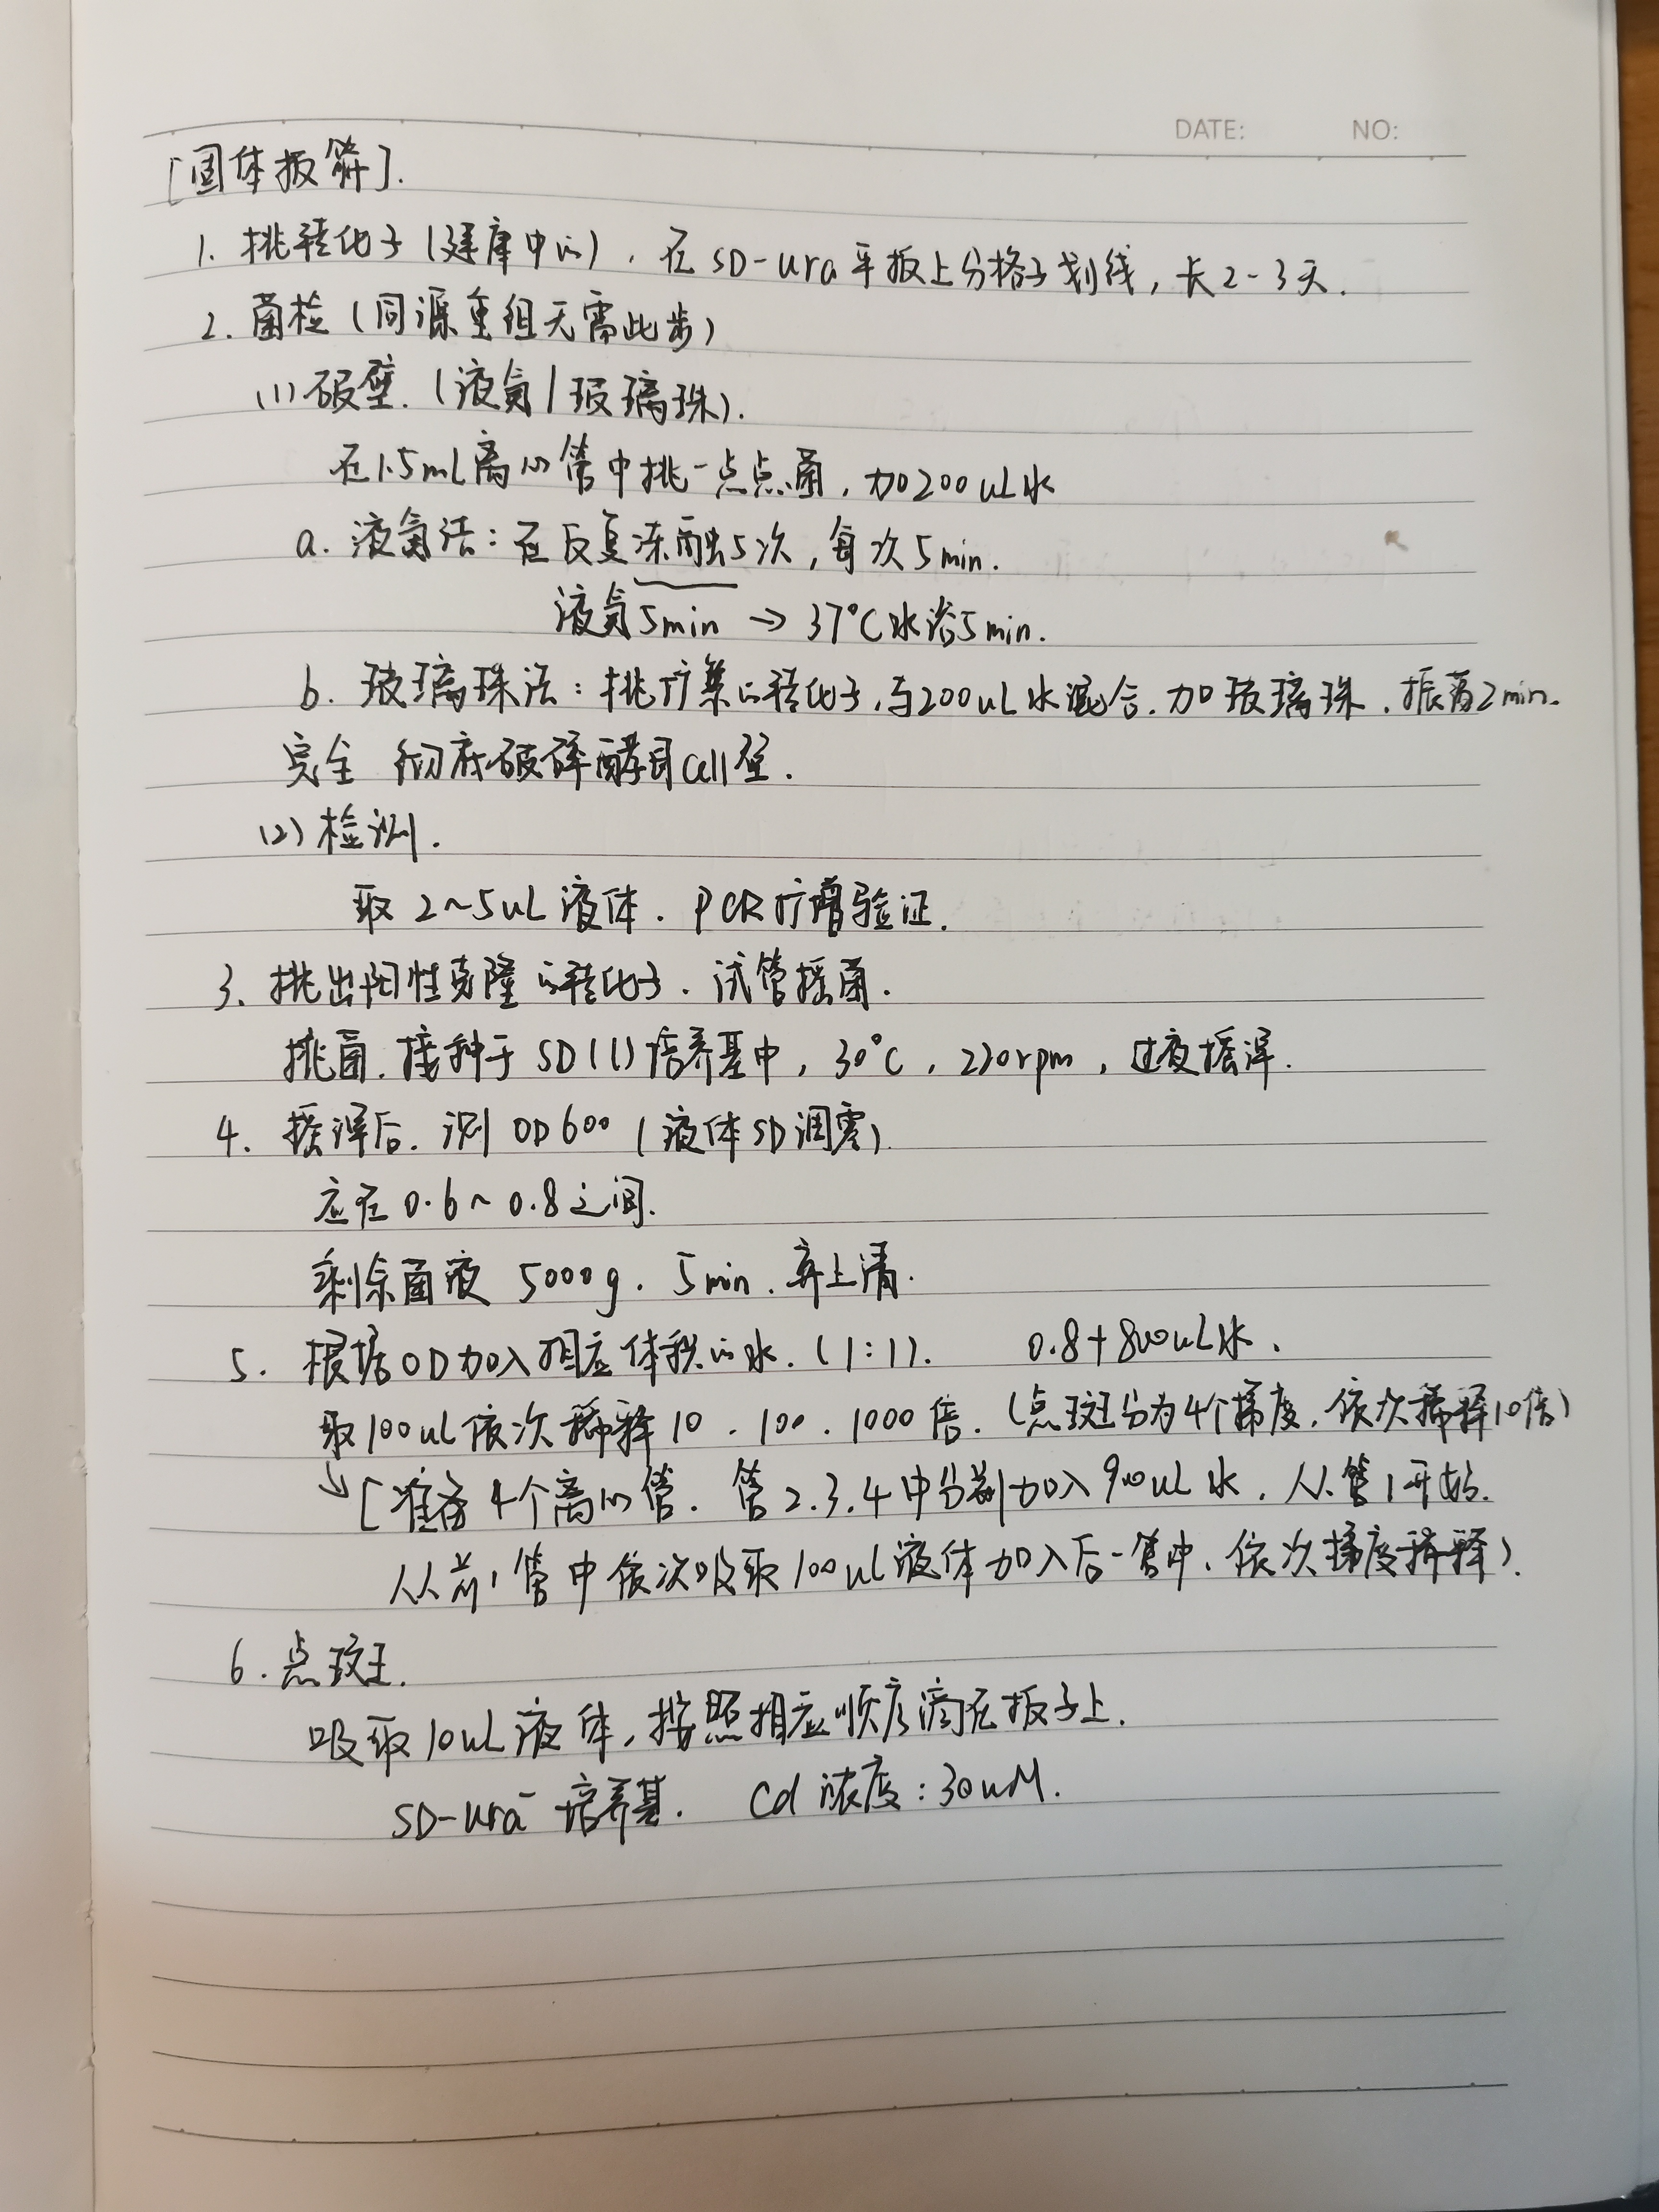 DATE: NO:
[固体板筛].
1. 挑转化子(建库中的),在SD-ura平板上分格子划线,长2-3天.
2. 菌检(同源重组无需此步)
(1)破壁.(液氮/玻璃珠).
在1.5mL离心管中挑一点点菌,加200uL水
a. 液氮法:在反复冻融5次,每次5min.
液氮5min → 37°C水浴5min.
b. 玻璃珠法:挑的转化子,与200uL水混合.加玻璃珠.振荡2min.
完全 彻底破碎酵母cell壁.
(2)检测.
取2~5uL液体. PCR扩增验证.
3. 挑出阳性克隆的转化子. 试管摇菌.
挑菌.接种于SD(l)培养基中,30°C,220rpm,过夜摇浑.
4. 摇浑后.测OD600(液体SD调零)
应在0.6~0.8之间.
剩余菌液 5000g. 5min.弃上清.
5. 根据OD加入相应体积的水.(1:1). 0.8+800uL水.
取100uL依次稀释10、100、1000倍.(点斑分为4个梯度.依次稀释10倍)
↓[准备4个离心管. 管2.3.4中分别加入900uL水.从管1开始.
从前1管中依次吸取100uL液体加入后一管中.依次梯度稀释).
6. 点斑.
吸取10uL液体,按照相应顺序滴在板子上.
SD-ura⁻培养基. Cd浓度:30uM.